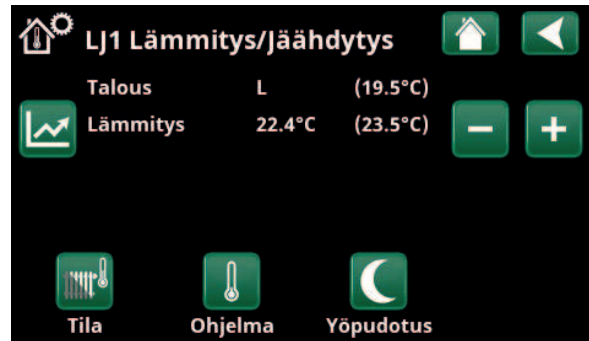 LJ1 Lämmitys/Jäähdytys
Talous L (19.5°C)
Lämmitys 22.4°C (23.5°C)
Tila Ohjelma Yöpudotus